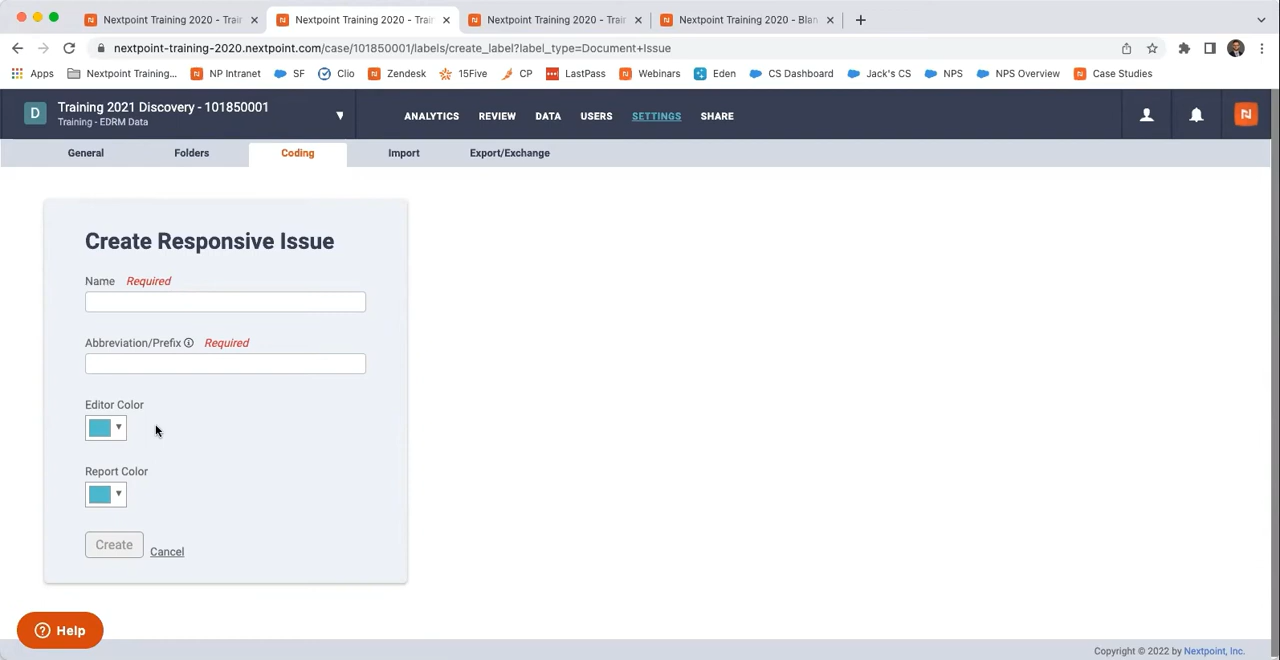 Nextpoint Training 2020 - Train
Nextpoint Training 2020 - Train
Nextpoint Training 2020 - Train
Nextpoint Training 2020 - Blan
nextpoint-training-2020.nextpoint.com/case/101850001/labels/create_label?label_type=Document+Issue
Apps Nextpoint Training... NP Intranet SF Clio Zendesk 15Five CP LastPass Webinars Eden CS Dashboard Jack's CS NPS NPS Overview Case Studies
D Training 2021 Discovery - 101850001
Training - EDRM Data
ANALYTICS REVIEW DATA USERS SETTINGS SHARE
General Folders Coding Import Export/Exchange
Create Responsive Issue
Name Required
Abbreviation/Prefix Required
Editor Color
Report Color
Create Cancel
Help
Copyright © 2022 by Nextpoint, Inc.